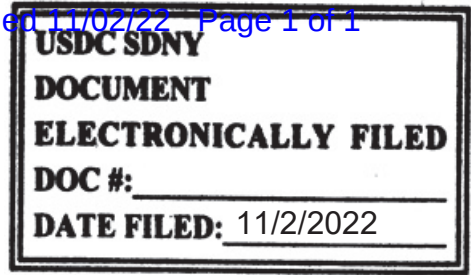 ed 11/02/22 Page 1 of 1
USDC SDNY
DOCUMENT
ELECTRONICALLY FILED
DOC #:
DATE FILED: 11/2/2022